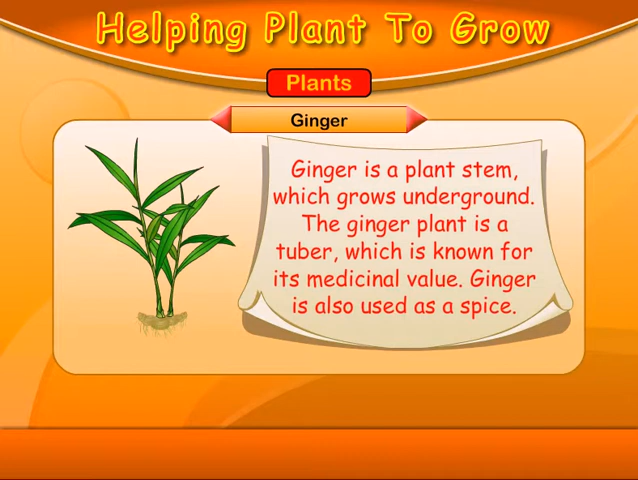 Helping Plant To Grow
Plants
Ginger
Ginger is a plant stem,
which grows underground.
The ginger plant is a
tuber, which is known for
its medicinal value. Ginger
is also used as a spice.